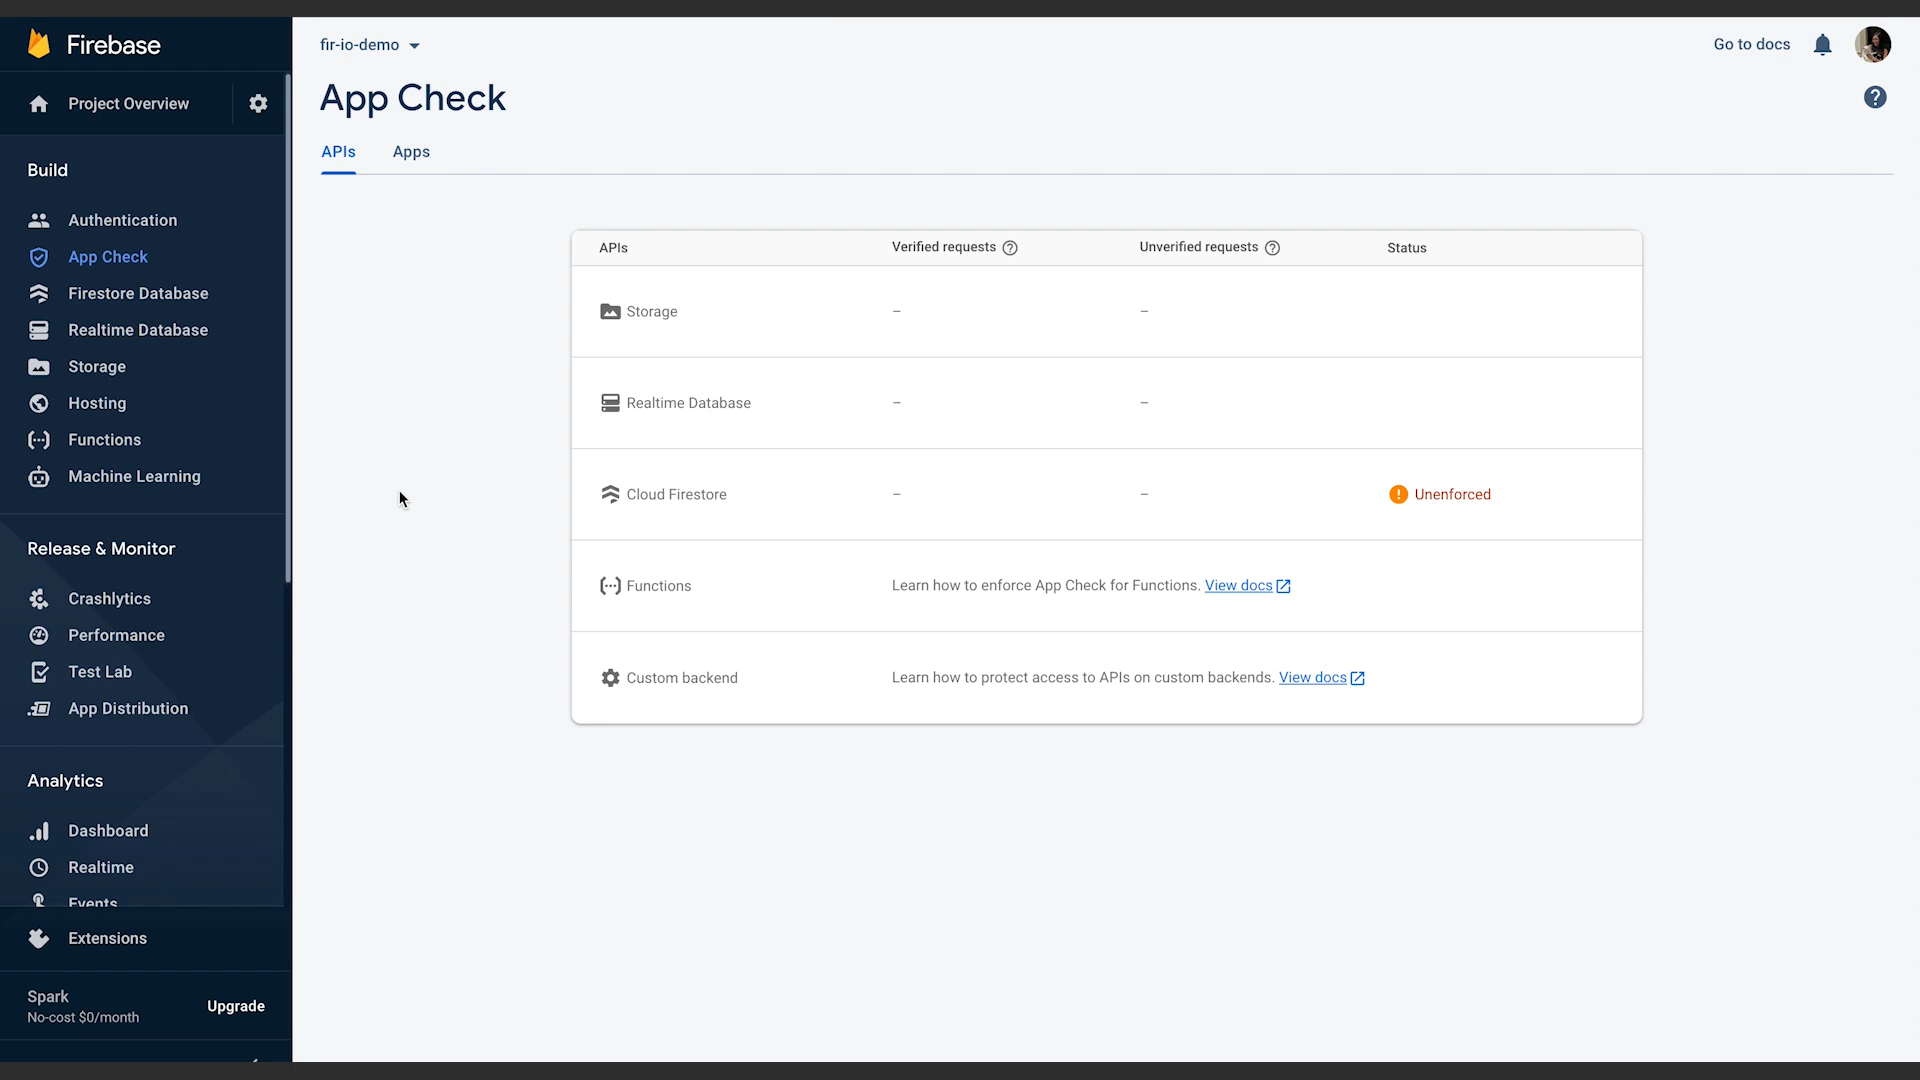 Firebase
fir-io-demo
Go to docs
Project Overview
App Check
APIs
Apps
Build
Authentication
App Check
Firestore Database
Realtime Database
Storage
Hosting
Functions
Machine Learning
Release & Monitor
Crashlytics
Performance
Test Lab
App Distribution
Analytics
Dashboard
Realtime
Events
Extensions
Spark
No-cost $0/month
Upgrade
APIs Verified requests Unverified requests Status
Storage – –
Realtime Database – –
Cloud Firestore – – Unenforced
Functions Learn how to enforce App Check for Functions. View docs
Custom backend Learn how to protect access to APIs on custom backends. View docs